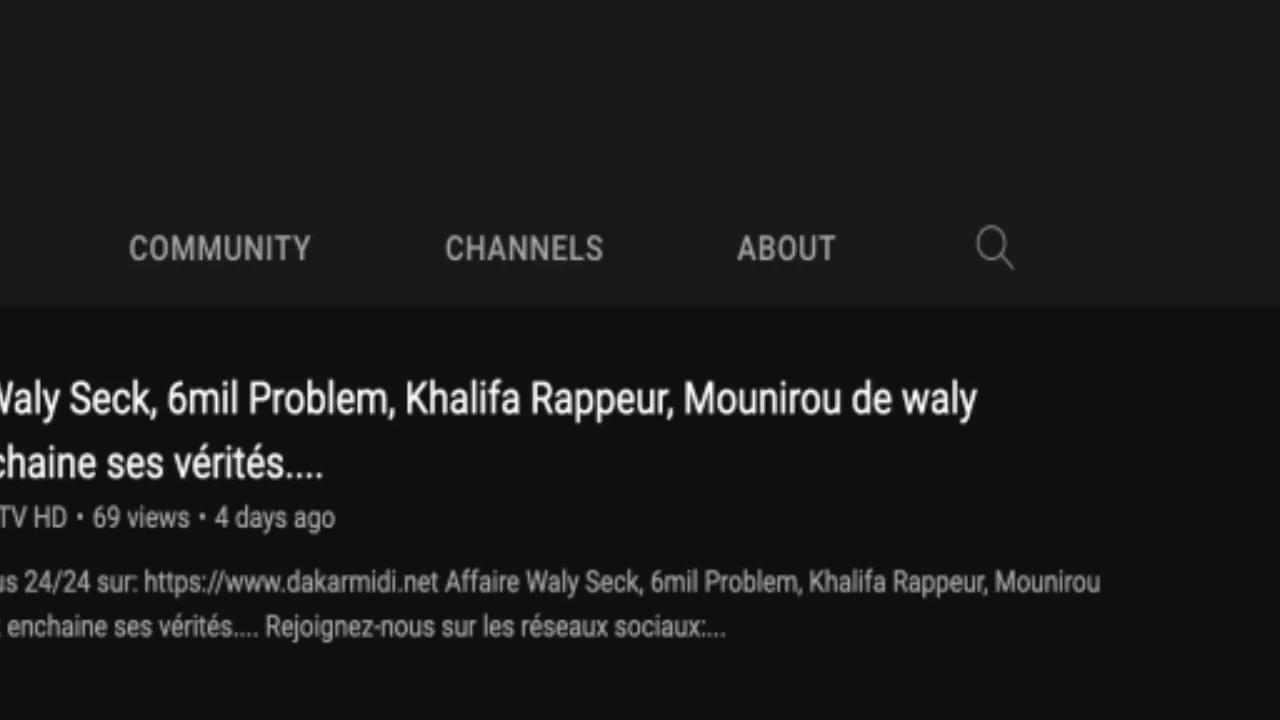 COMMUNITY CHANNELS ABOUT
Waly Seck, 6mil Problem, Khalifa Rappeur, Mounirou de waly
chaine ses vérités....
TV HD • 69 views • 4 days ago
us 24/24 sur: https://www.dakarmidi.net Affaire Waly Seck, 6mil Problem, Khalifa Rappeur, Mounirou
enchaine ses vérités.... Rejoignez-nous sur les réseaux sociaux:...